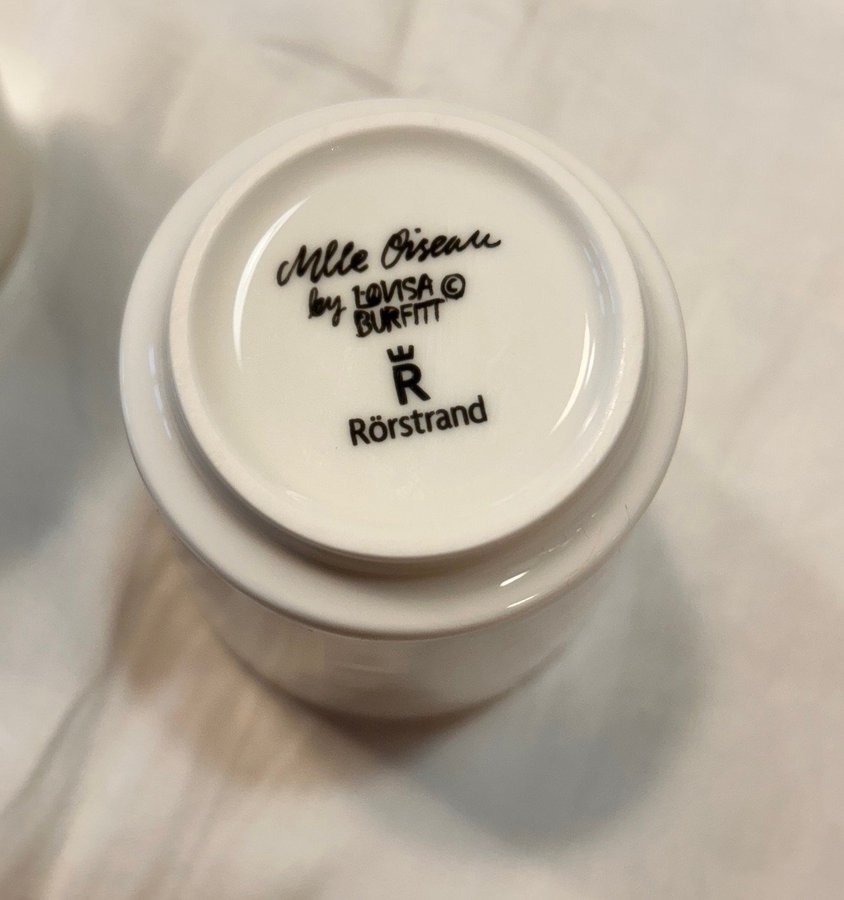 Mlle Oiseau
by LOVISA ©
BURFITT
R
Rörstrand